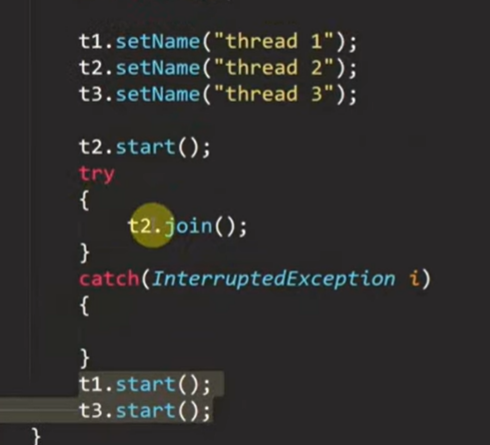 t1.setName("thread 1");
t2.setName("thread 2");
t3.setName("thread 3");
t2.start();
try
{
t2.join();
}
catch(InterruptedException i)
{
}
t1.start();
t3.start();
}